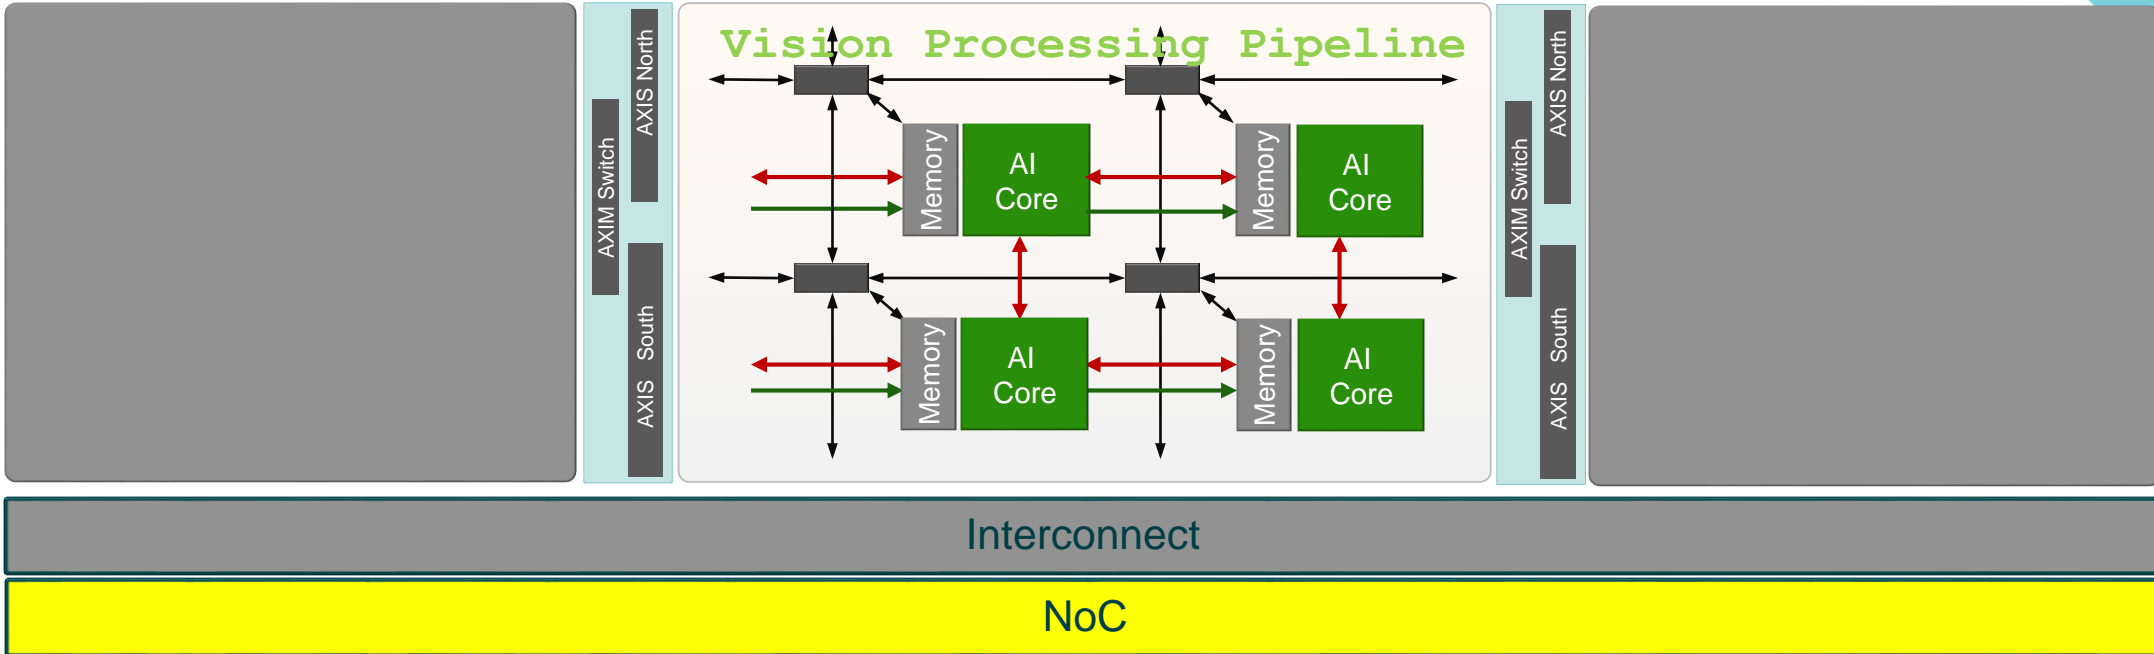 Vision Processing Pipeline
AXIS North
AXIM Switch
AXIS South
Memory
AI
Core
Memory
AI
Core
Memory
AI
Core
Memory
AI
Core
AXIS North
AXIM Switch
AXIS South
Interconnect
NoC